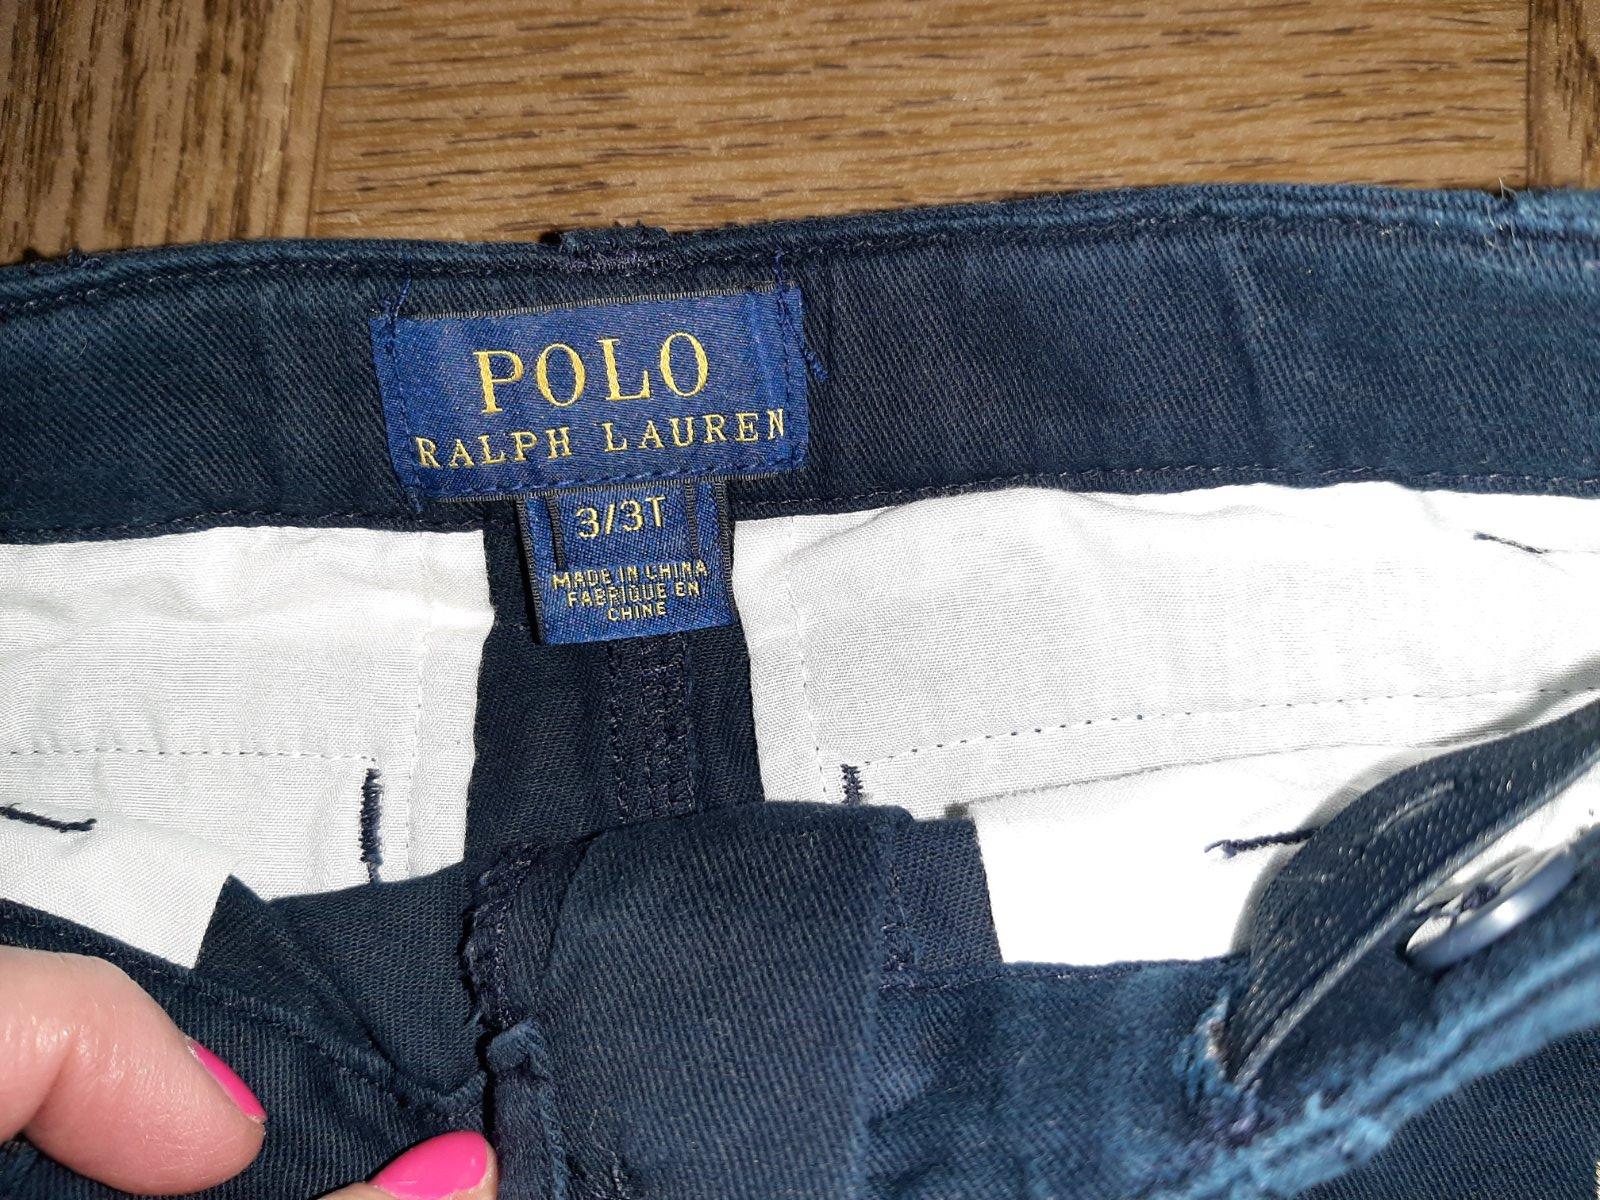 POLO
RALPH LAUREN
3/3T
MADE IN CHINA
FABRIQUE EN
CHINE